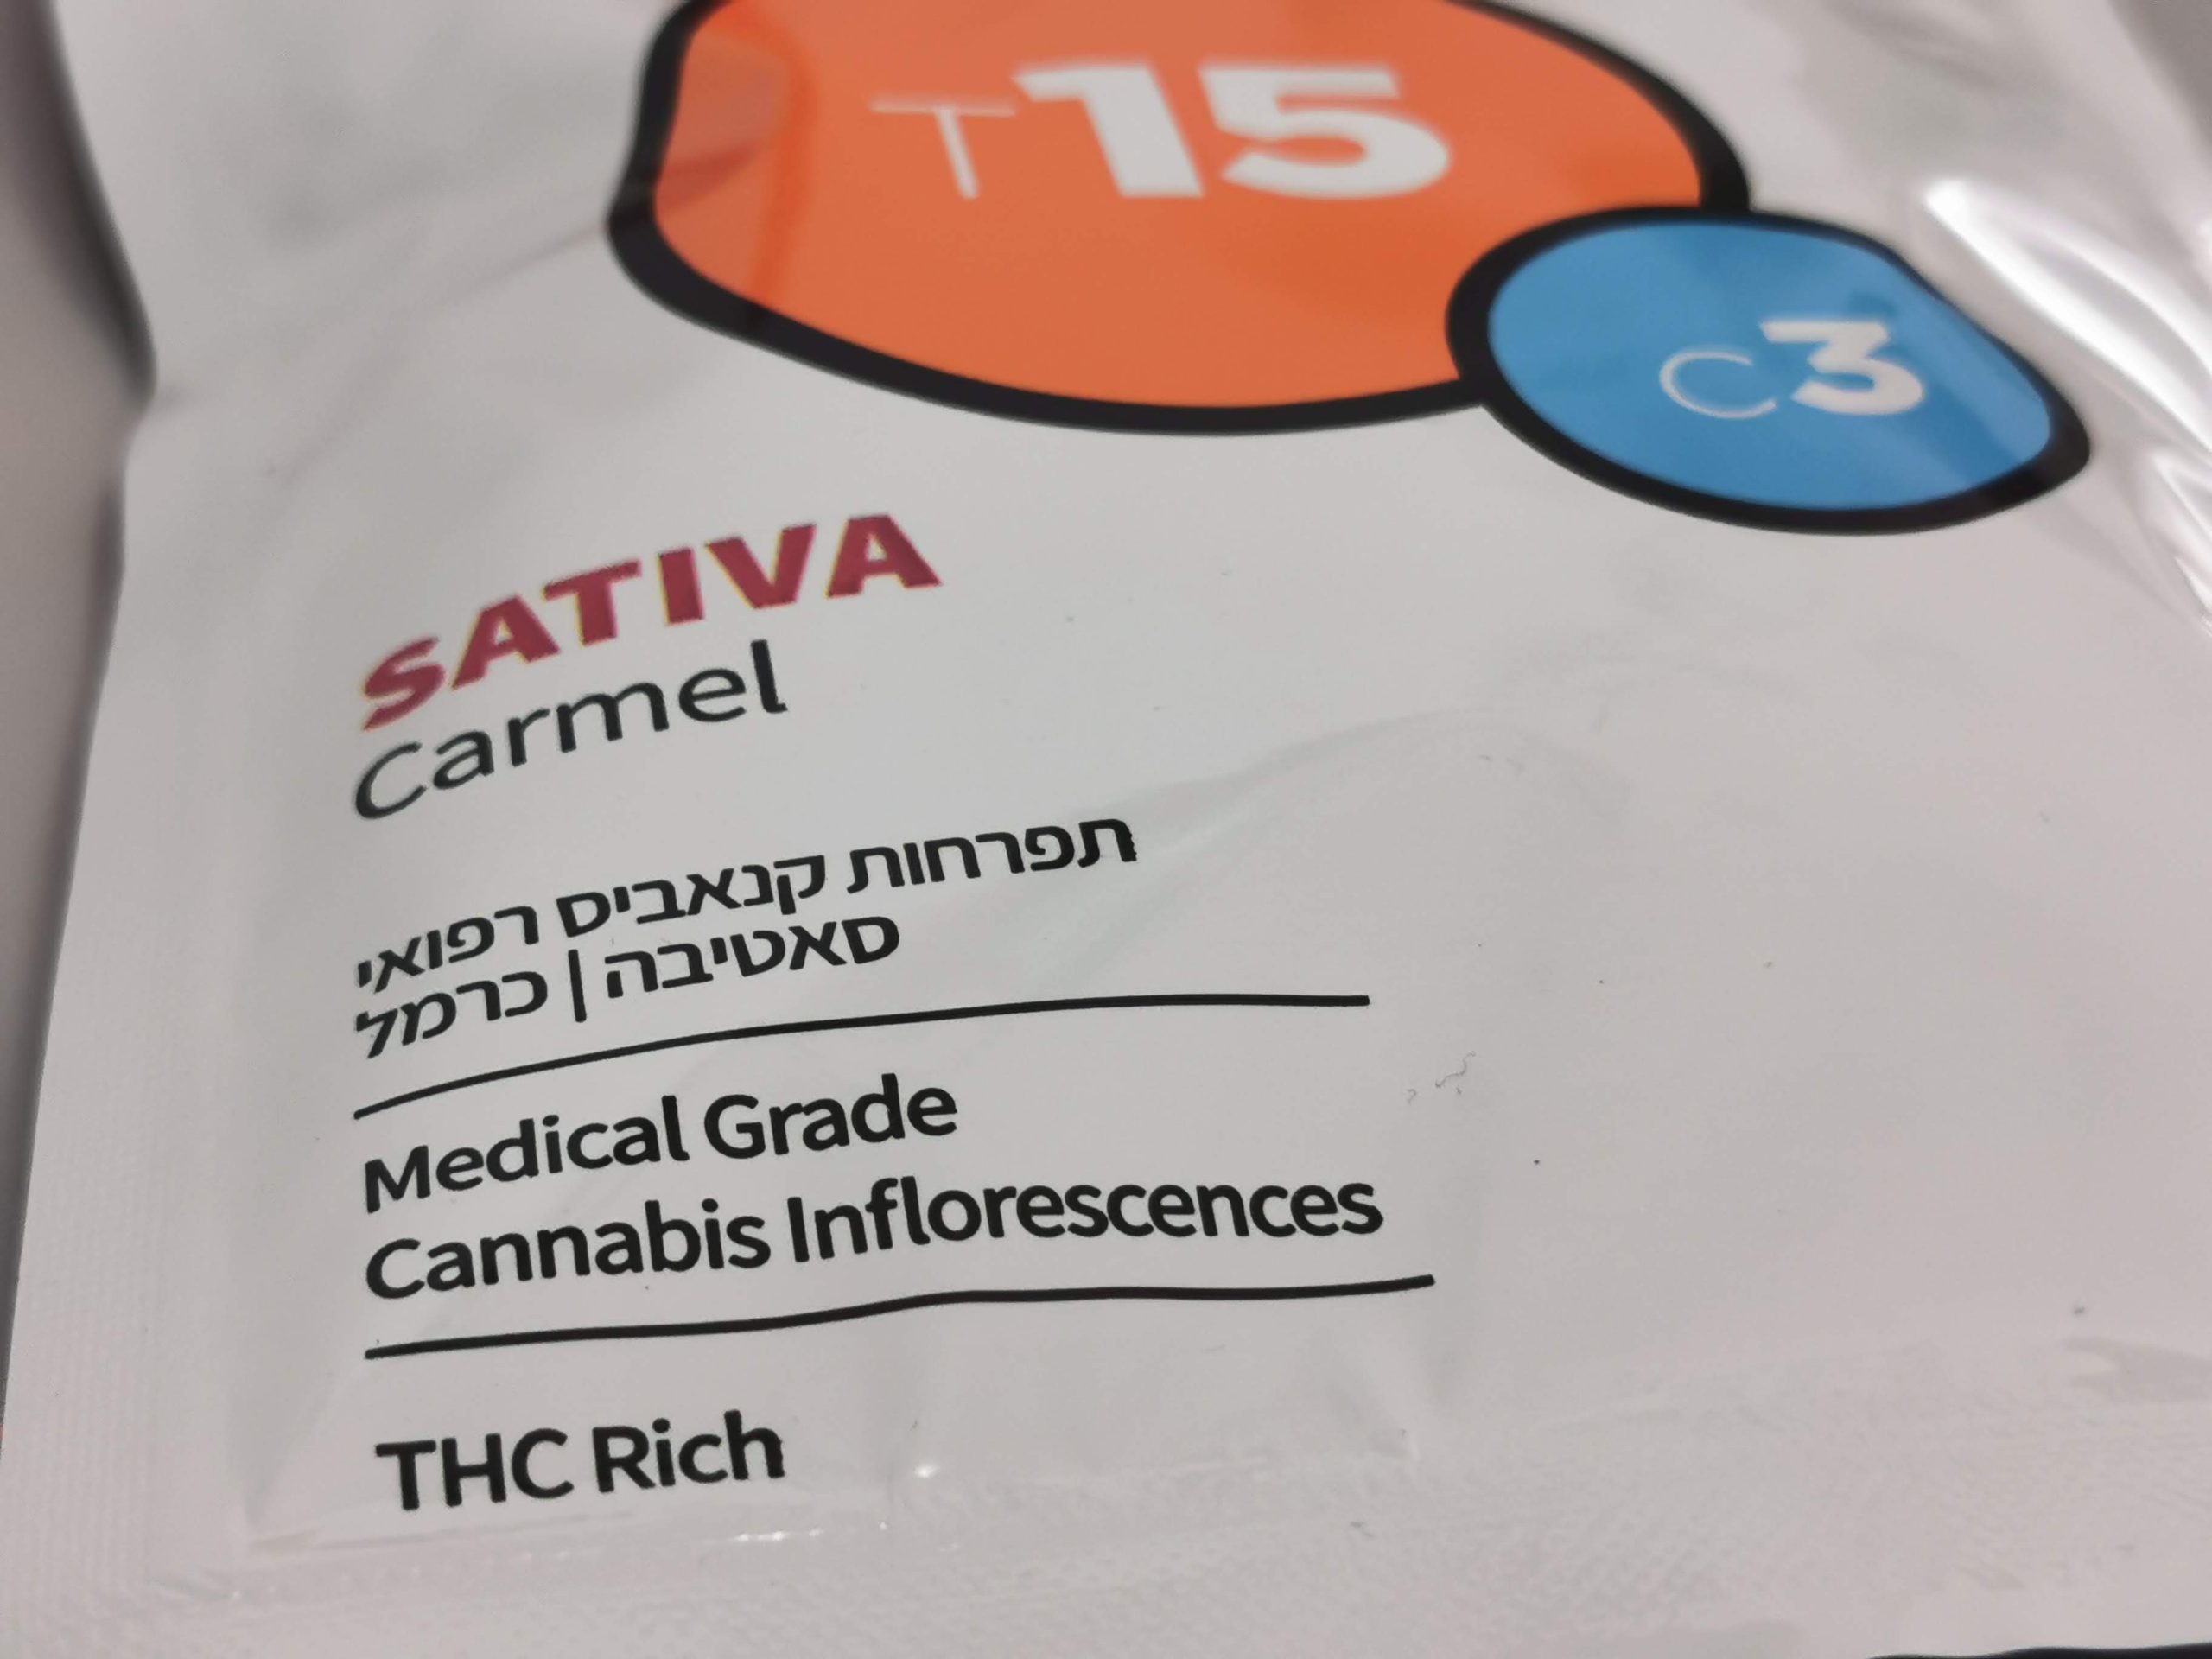 T15
C3
SATIVA
Carmel
תפרחות קנאביס רפואי
סאטיבה | כרמל
Medical Grade
Cannabis Inflorescences
THC Rich